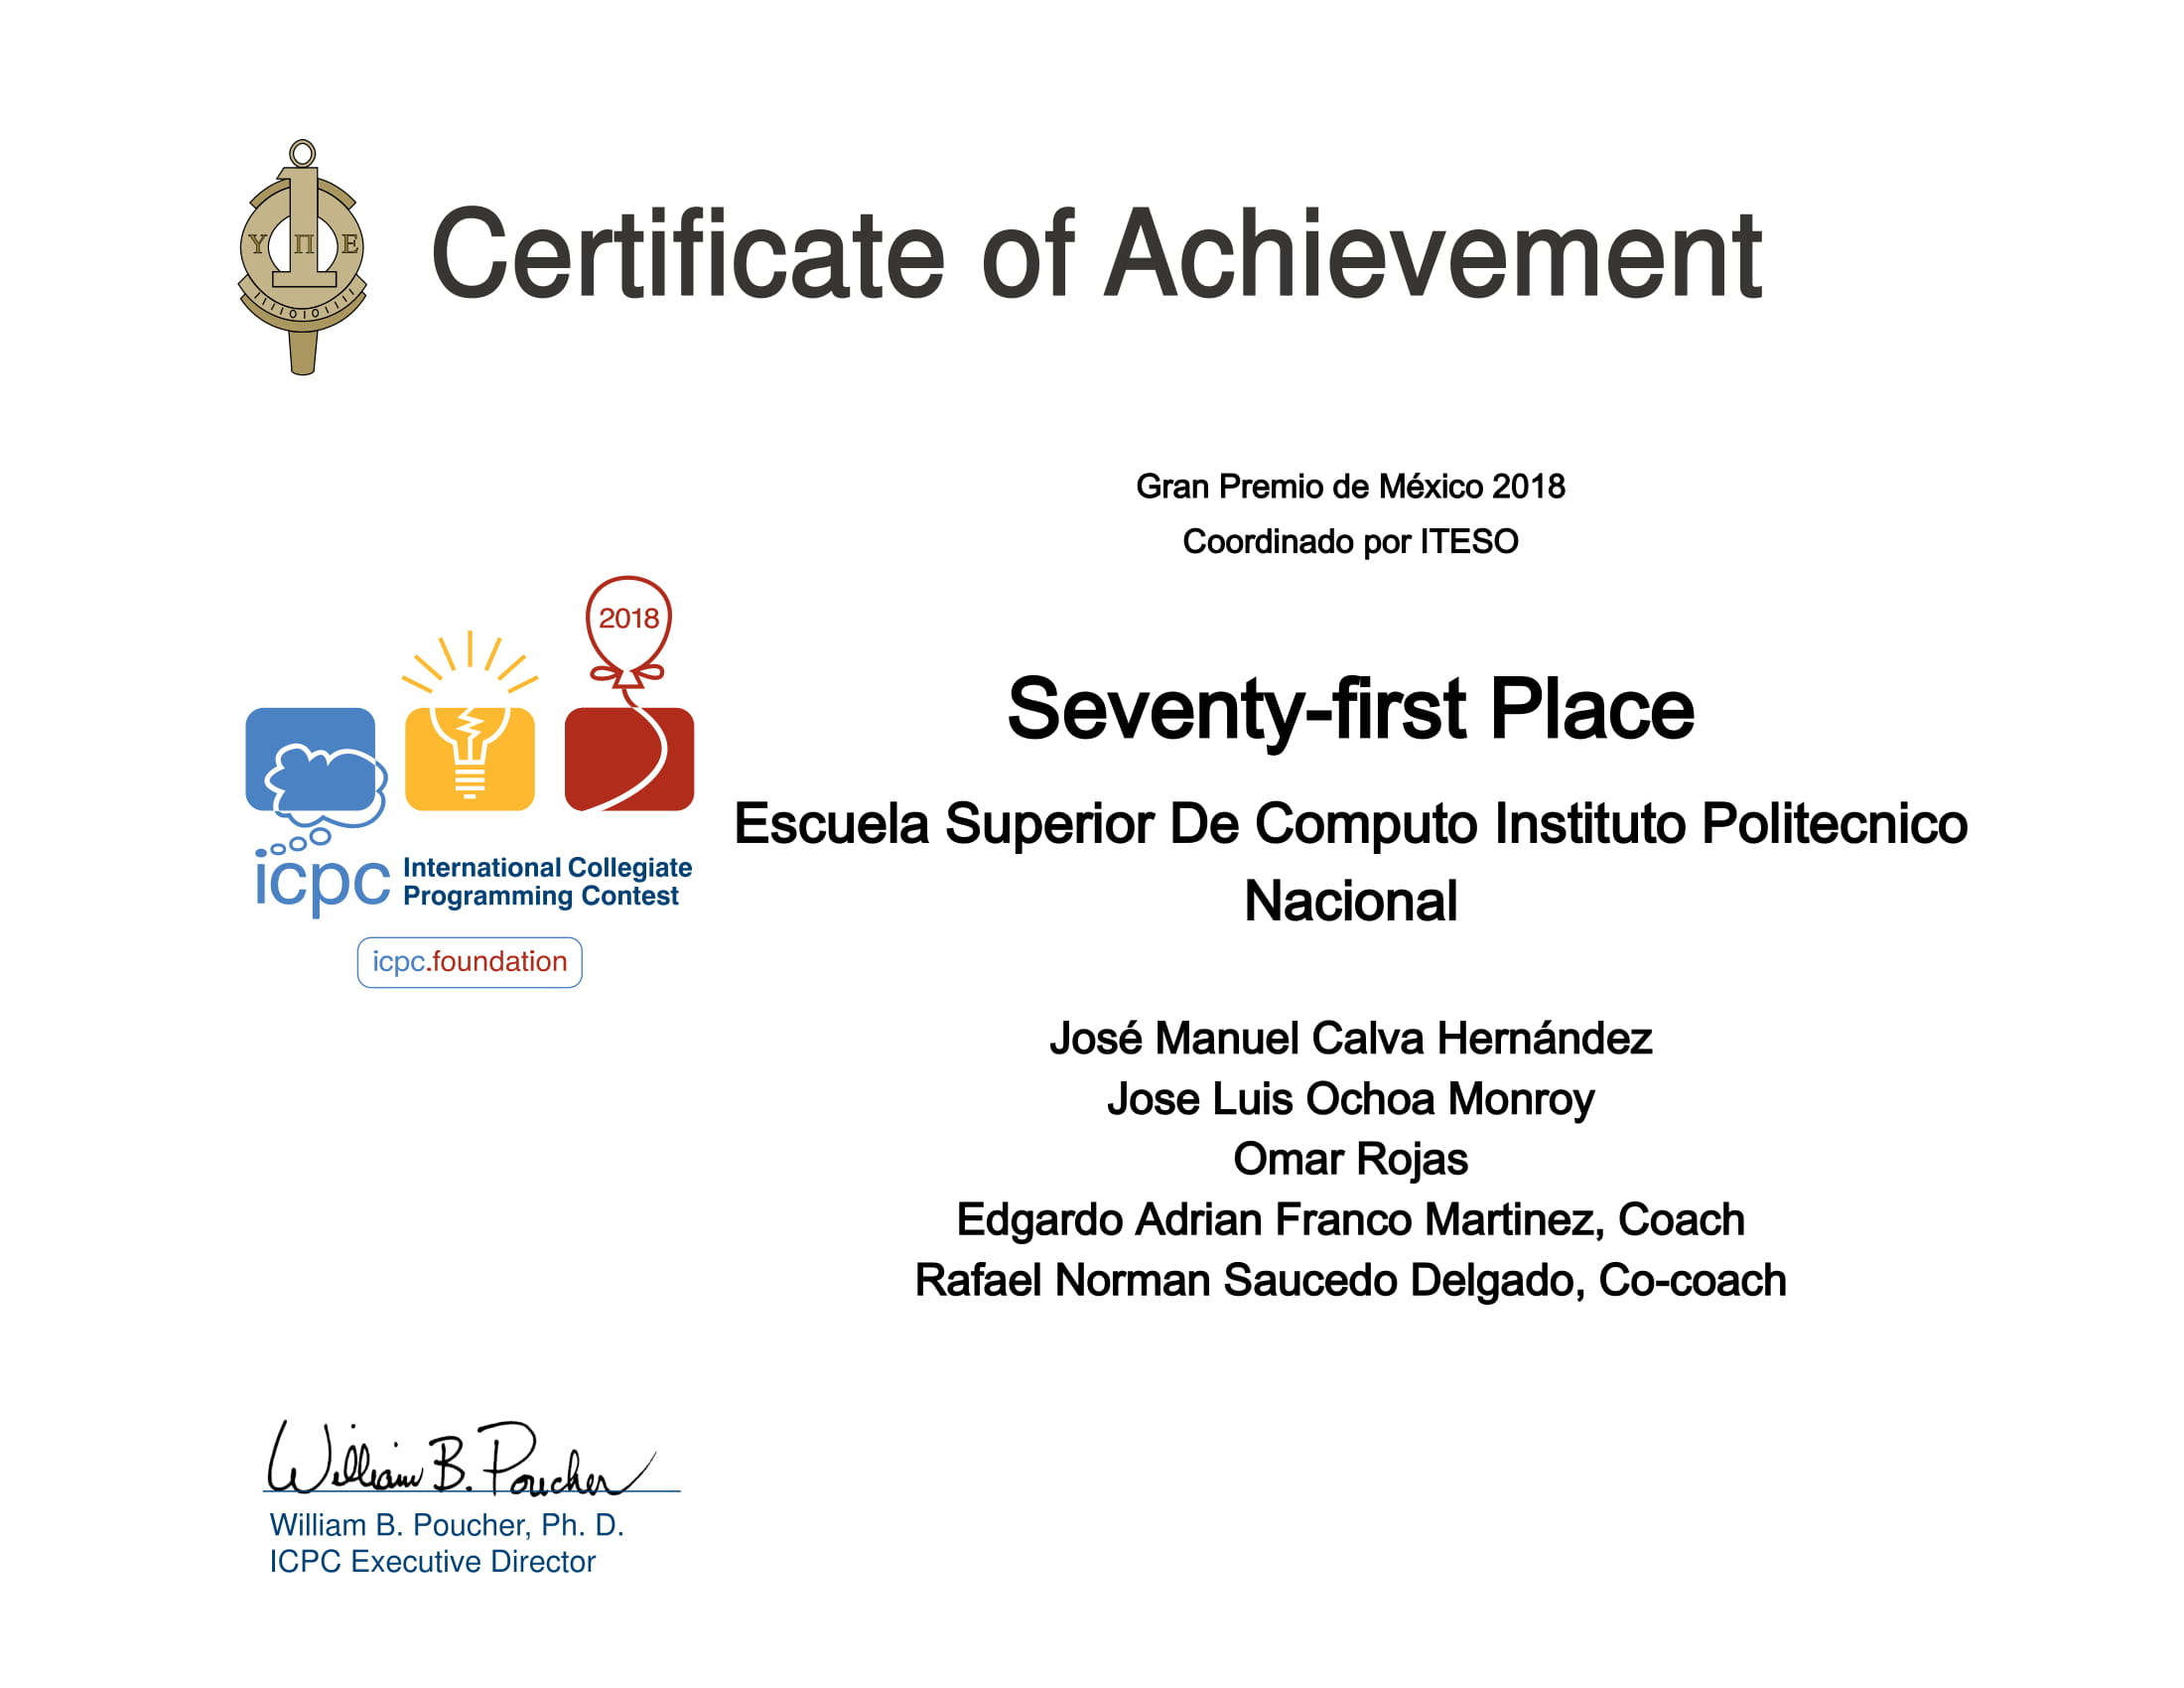 Υ Π Ε
Certificate of Achievement
Gran Premio de México 2018
Coordinado por ITESO
2018
Seventy-first Place
Escuela Superior De Computo Instituto Politecnico
Nacional
icpc International Collegiate
Programming Contest
icpc.foundation
José Manuel Calva Hernández
Jose Luis Ochoa Monroy
Omar Rojas
Edgardo Adrian Franco Martinez, Coach
Rafael Norman Saucedo Delgado, Co-coach
William B. Poucher
William B. Poucher, Ph. D.
ICPC Executive Director